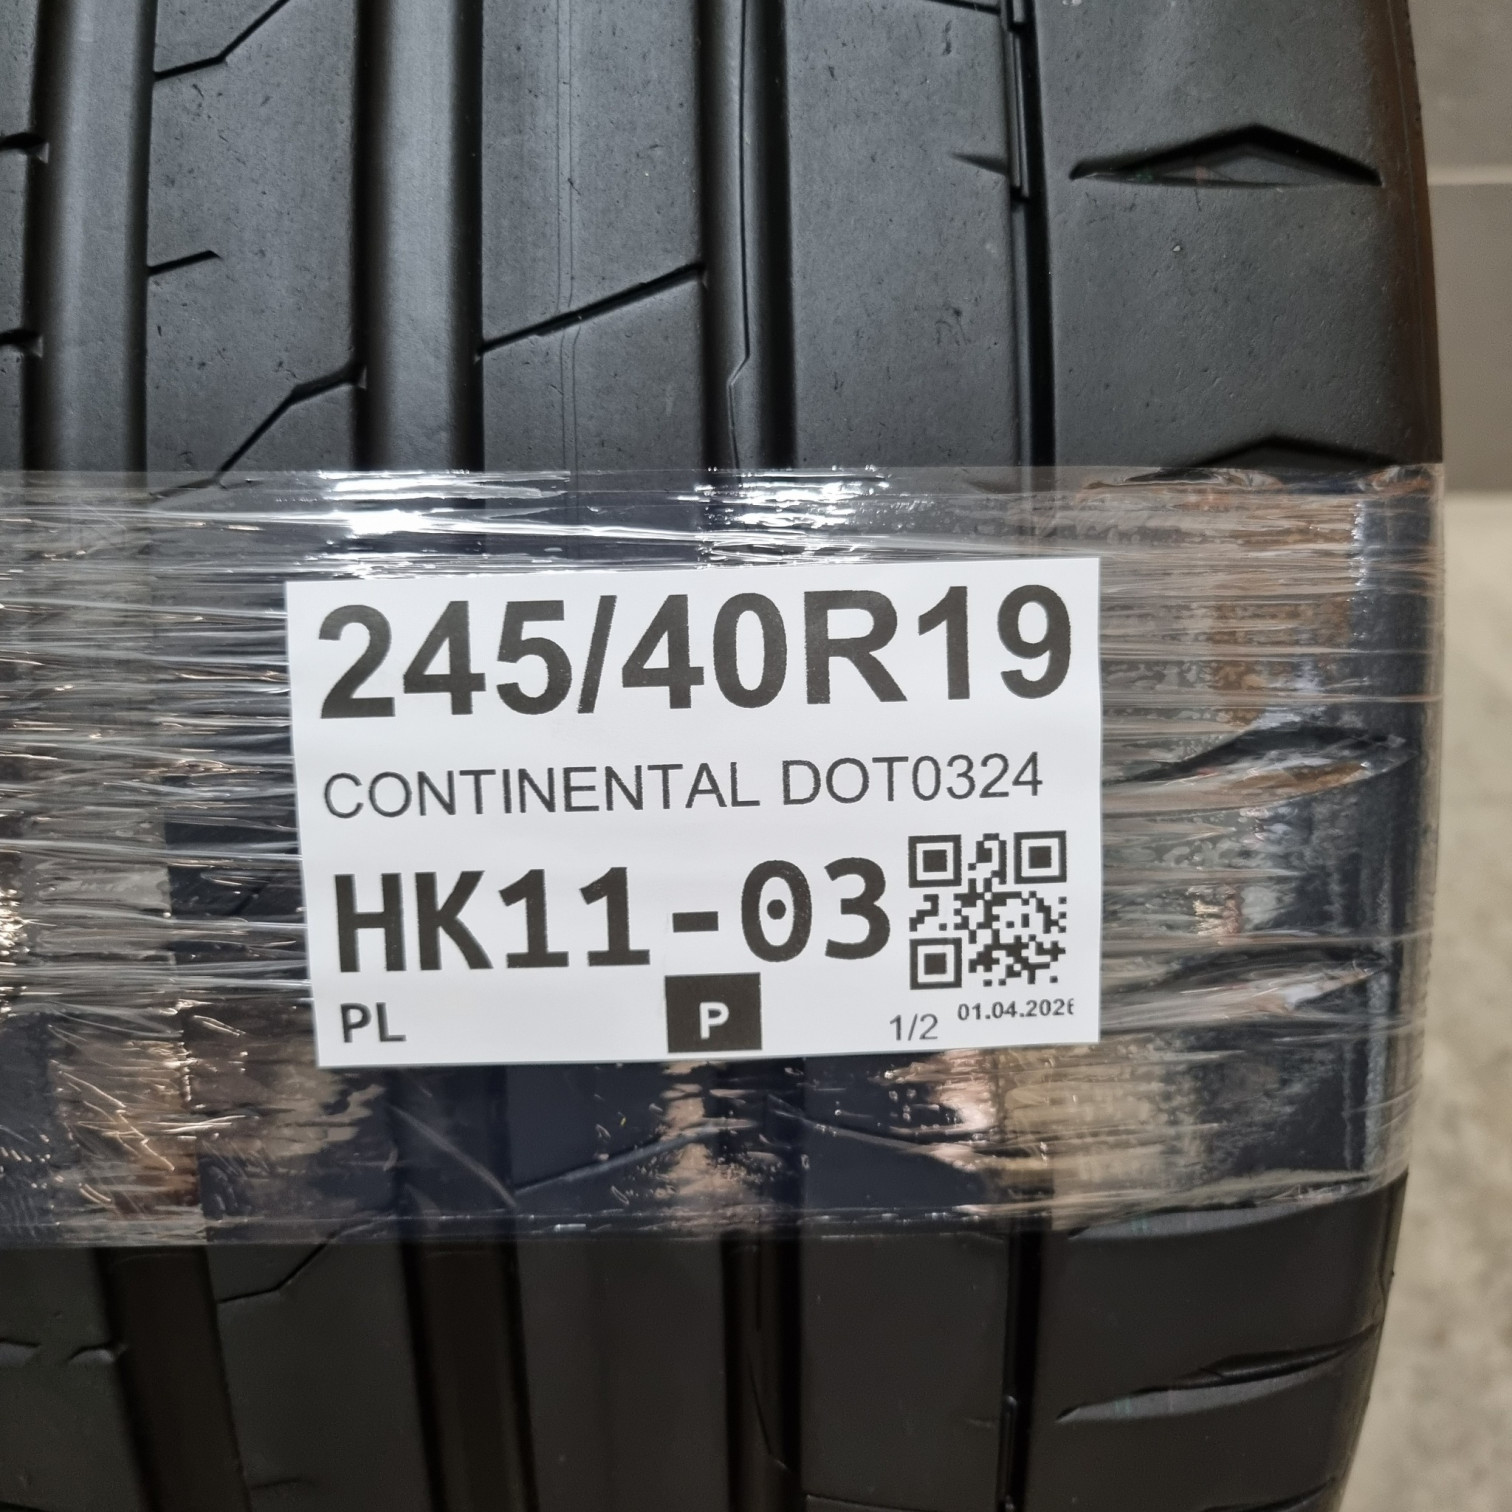 245/40R19
CONTINENTAL DOT0324
HK11-03
PL P 1/2 01.04.2026